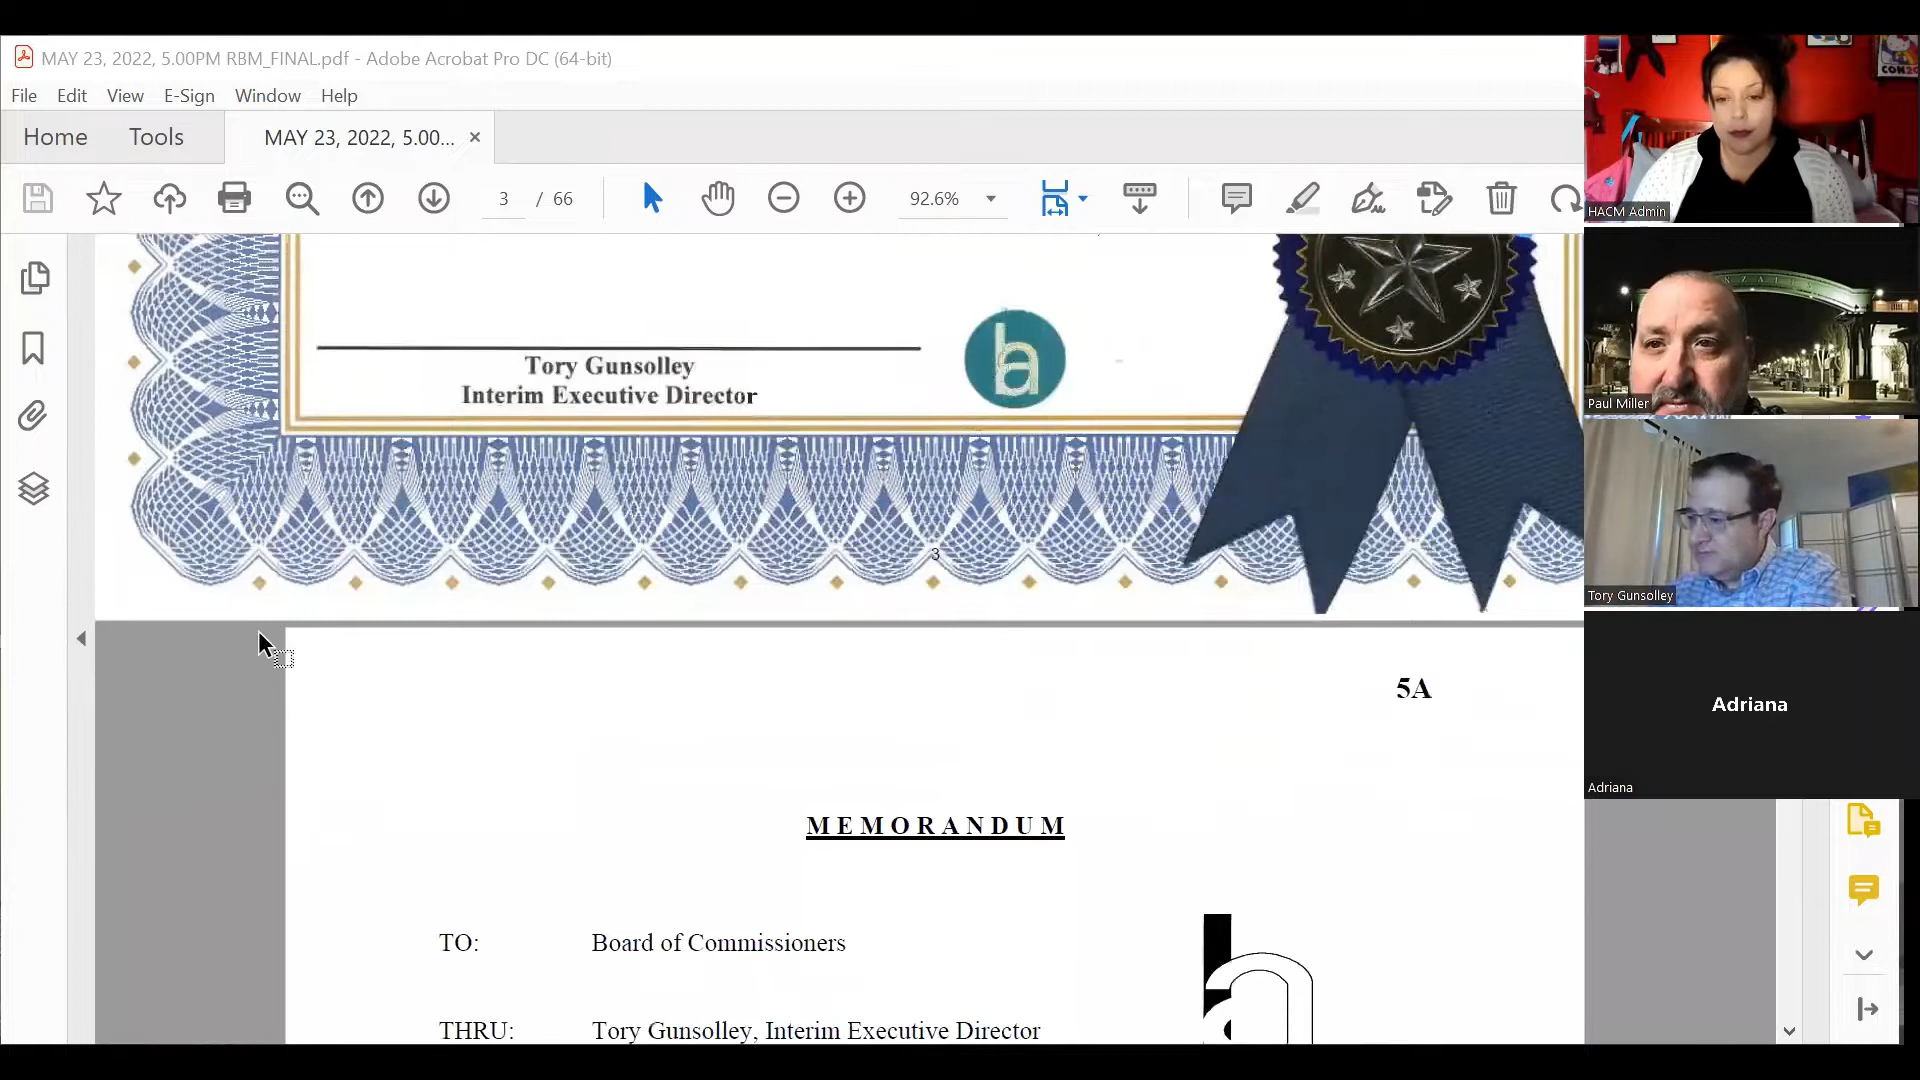 MAY 23, 2022, 5.00PM RBM_FINAL.pdf - Adobe Acrobat Pro DC (64-bit)
File Edit View E-Sign Window Help
Home Tools MAY 23, 2022, 5.00... ×
3 / 66 92.6%
Tory Gunsolley
Interim Executive Director
3
5A
MEMORANDUM
TO: Board of Commissioners
THRU: Tory Gunsolley, Interim Executive Director
HACM Admin
Paul Miller
Tory Gunsolley
Adriana
Adriana